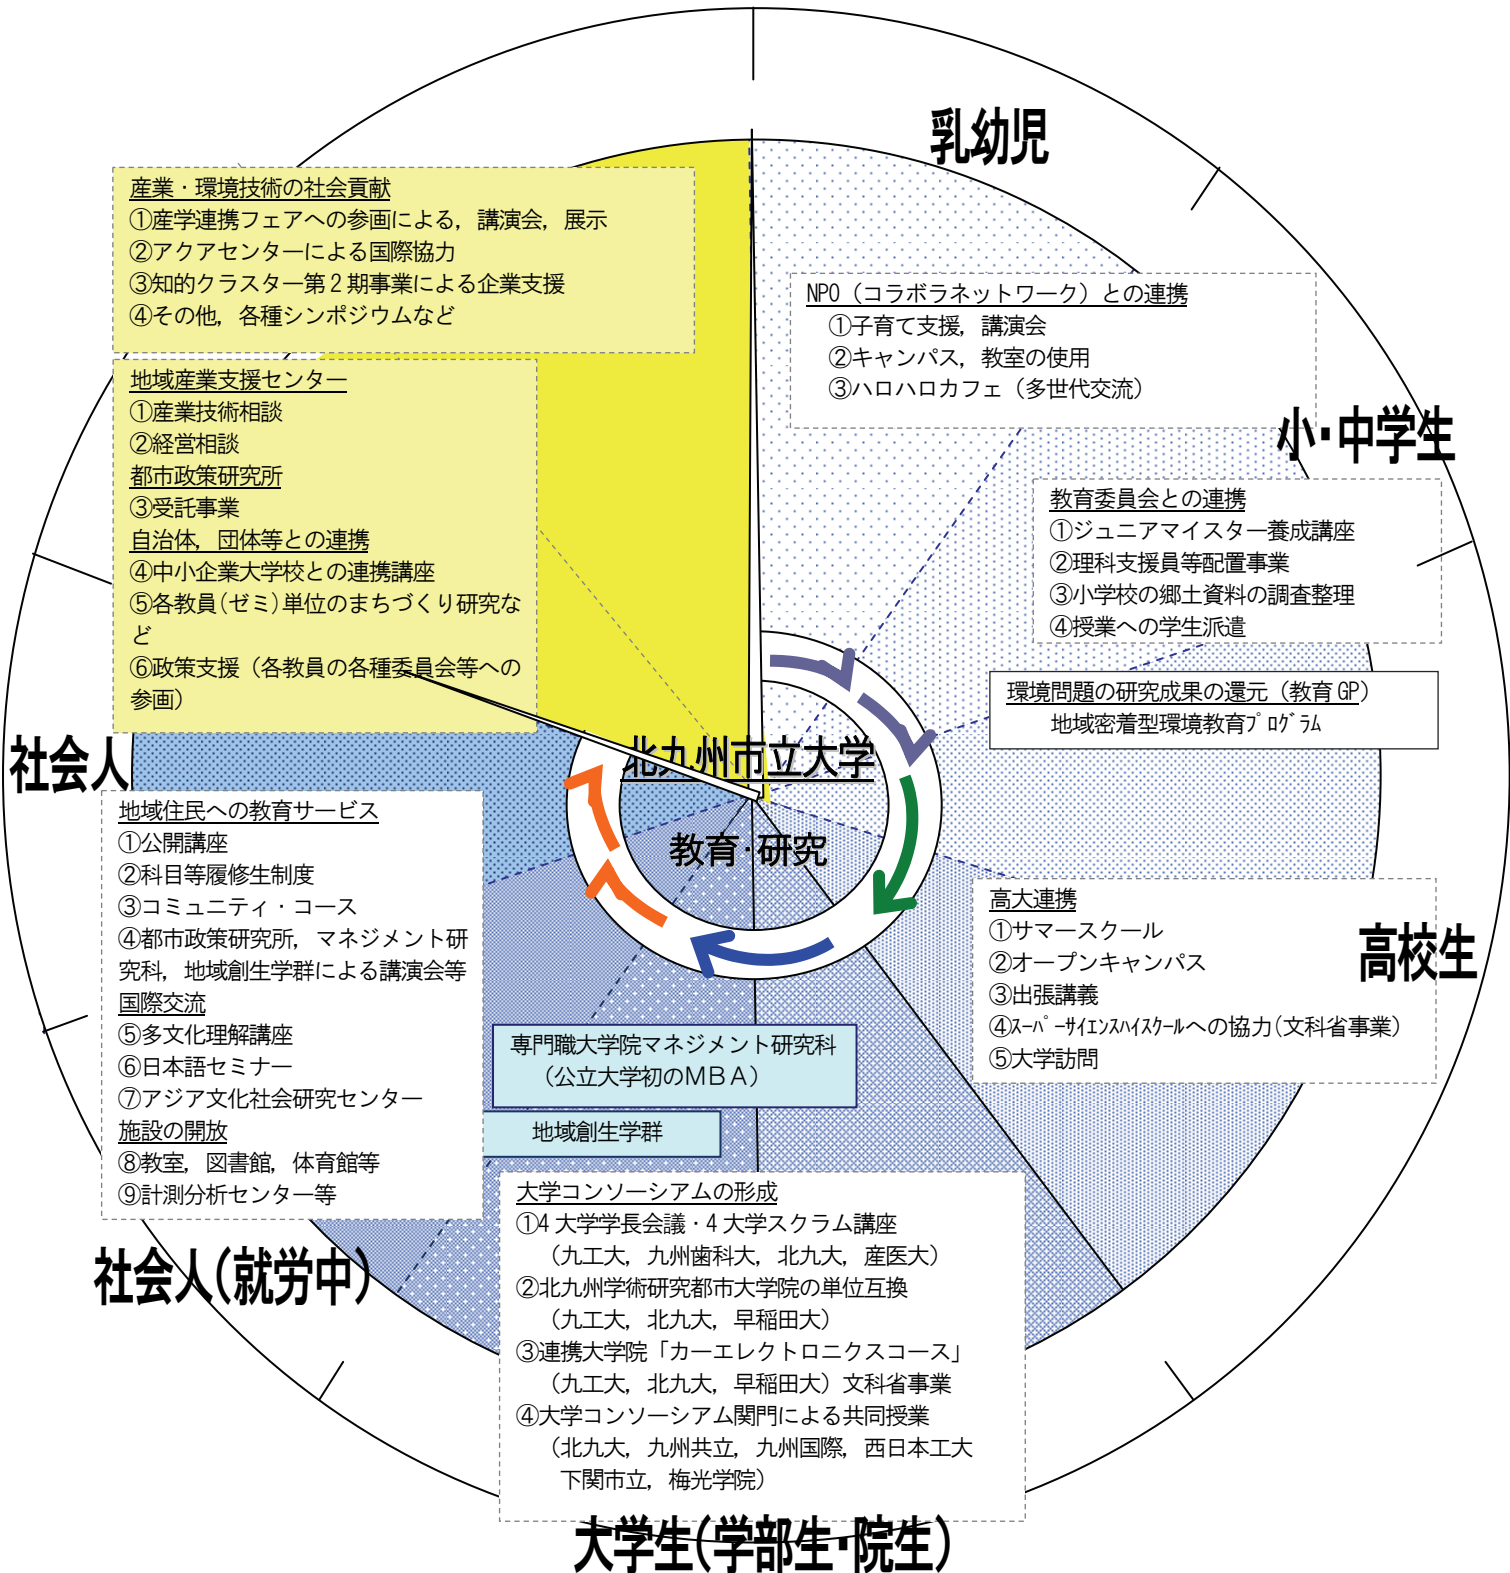 乳幼児
産業・環境技術の社会貢献
①産学連携フェアへの参画による，講演会，展示
②アクアセンターによる国際協力
③知的クラスター第２期事業による企業支援
④その他，各種シンポジウムなど
NPO（コラボラネットワーク）との連携
①子育て支援，講演会
②キャンパス，教室の使用
③ハロハロカフェ（多世代交流）
地域産業支援センター
①産業技術相談
②経営相談
都市政策研究所
③受託事業
自治体，団体等との連携
④中小企業大学校との連携講座
⑤各教員（ゼミ）単位のまちづくり研究な
ど
⑥政策支援（各教員の各種委員会等への
参画）
小・中学生
教育委員会との連携
①ジュニアマイスター養成講座
②理科支援員等配置事業
③小学校の郷土資料の調査整理
④授業への学生派遣
環境問題の研究成果の還元（教育GP）
地域密着型環境教育ﾌﾟﾛｸﾞﾗﾑ
社会人
北九州市立大学
教育・研究
地域住民への教育サービス
①公開講座
②科目等履修生制度
③コミュニティ・コース
④都市政策研究所，マネジメント研
究科，地域創生学群による講演会等
国際交流
⑤多文化理解講座
⑥日本語セミナー
⑦アジア文化社会研究センター
施設の開放
⑧教室，図書館，体育館等
⑨計測分析センター等
高大連携
①サマースクール
②オープンキャンパス
③出張講義
④ｽｰﾊﾟｰｻｲｴﾝｽﾊｲｽｸｰﾙへの協力（文科省事業）
⑤大学訪問
高校生
専門職大学院マネジメント研究科
（公立大学初のＭＢＡ）
地域創生学群
大学コンソーシアムの形成
①4 大学学長会議・4 大学スクラム講座
（九工大，九州歯科大，北九大，産医大）
②北九州学術研究都市大学院の単位互換
（九工大，北九大，早稲田大）
③連携大学院「カーエレクトロニクスコース」
（九工大，北九大，早稲田大）文科省事業
④大学コンソーシアム関門による共同授業
（北九大，九州共立，九州国際，西日本工大
下関市立，梅光学院）
社会人（就労中）
大学生（学部生・院生）